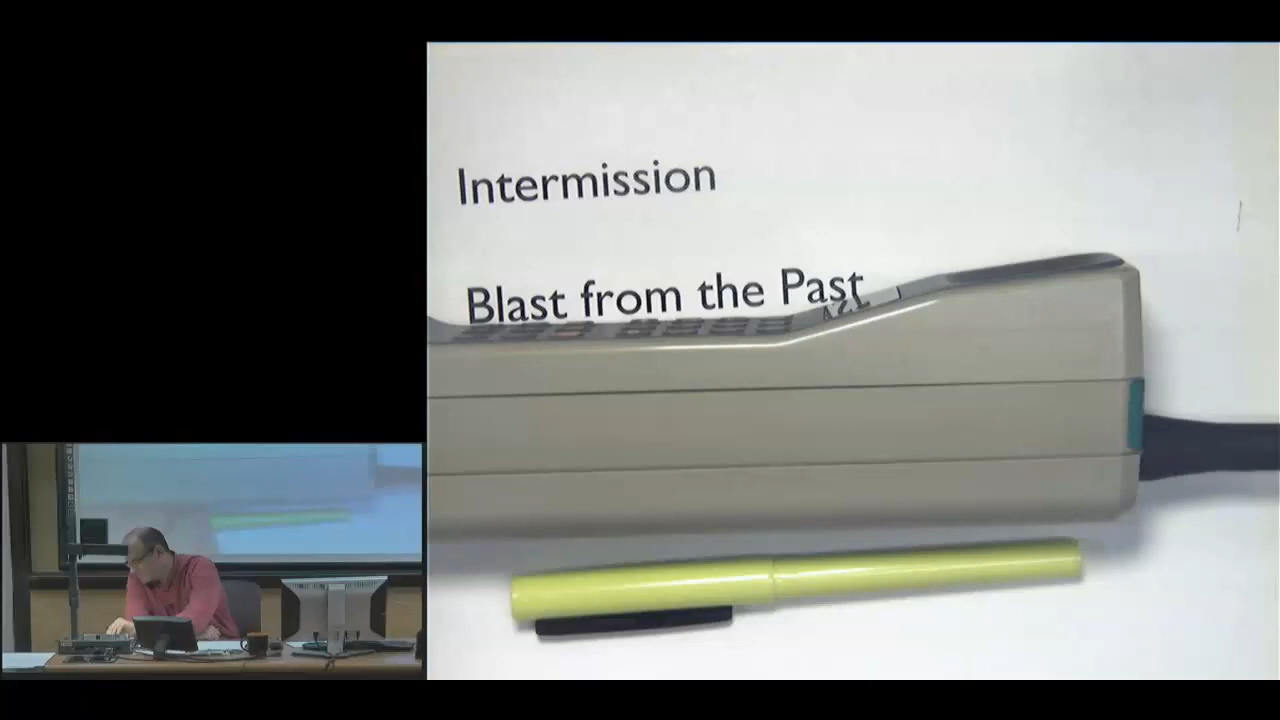 Intermission
Blast from the Past